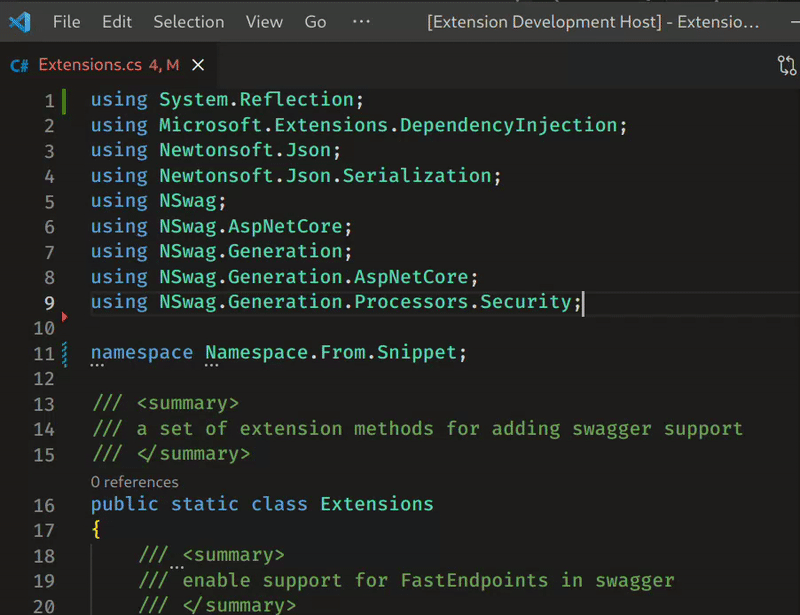 File Edit Selection View Go ··· [Extension Development Host] - Extensio...
C# Extensions.cs 4, M
1 using System.Reflection;
2 using Microsoft.Extensions.DependencyInjection;
3 using Newtonsoft.Json;
4 using Newtonsoft.Json.Serialization;
5 using NSwag;
6 using NSwag.AspNetCore;
7 using NSwag.Generation;
8 using NSwag.Generation.AspNetCore;
9 using NSwag.Generation.Processors.Security;
10
11 namespace Namespace.From.Snippet;
12
13 /// <summary>
14 /// a set of extension methods for adding swagger support
15 /// </summary>
0 references
16 public static class Extensions
17 {
18 /// <summary>
19 /// enable support for FastEndpoints in swagger
20 /// </summary>